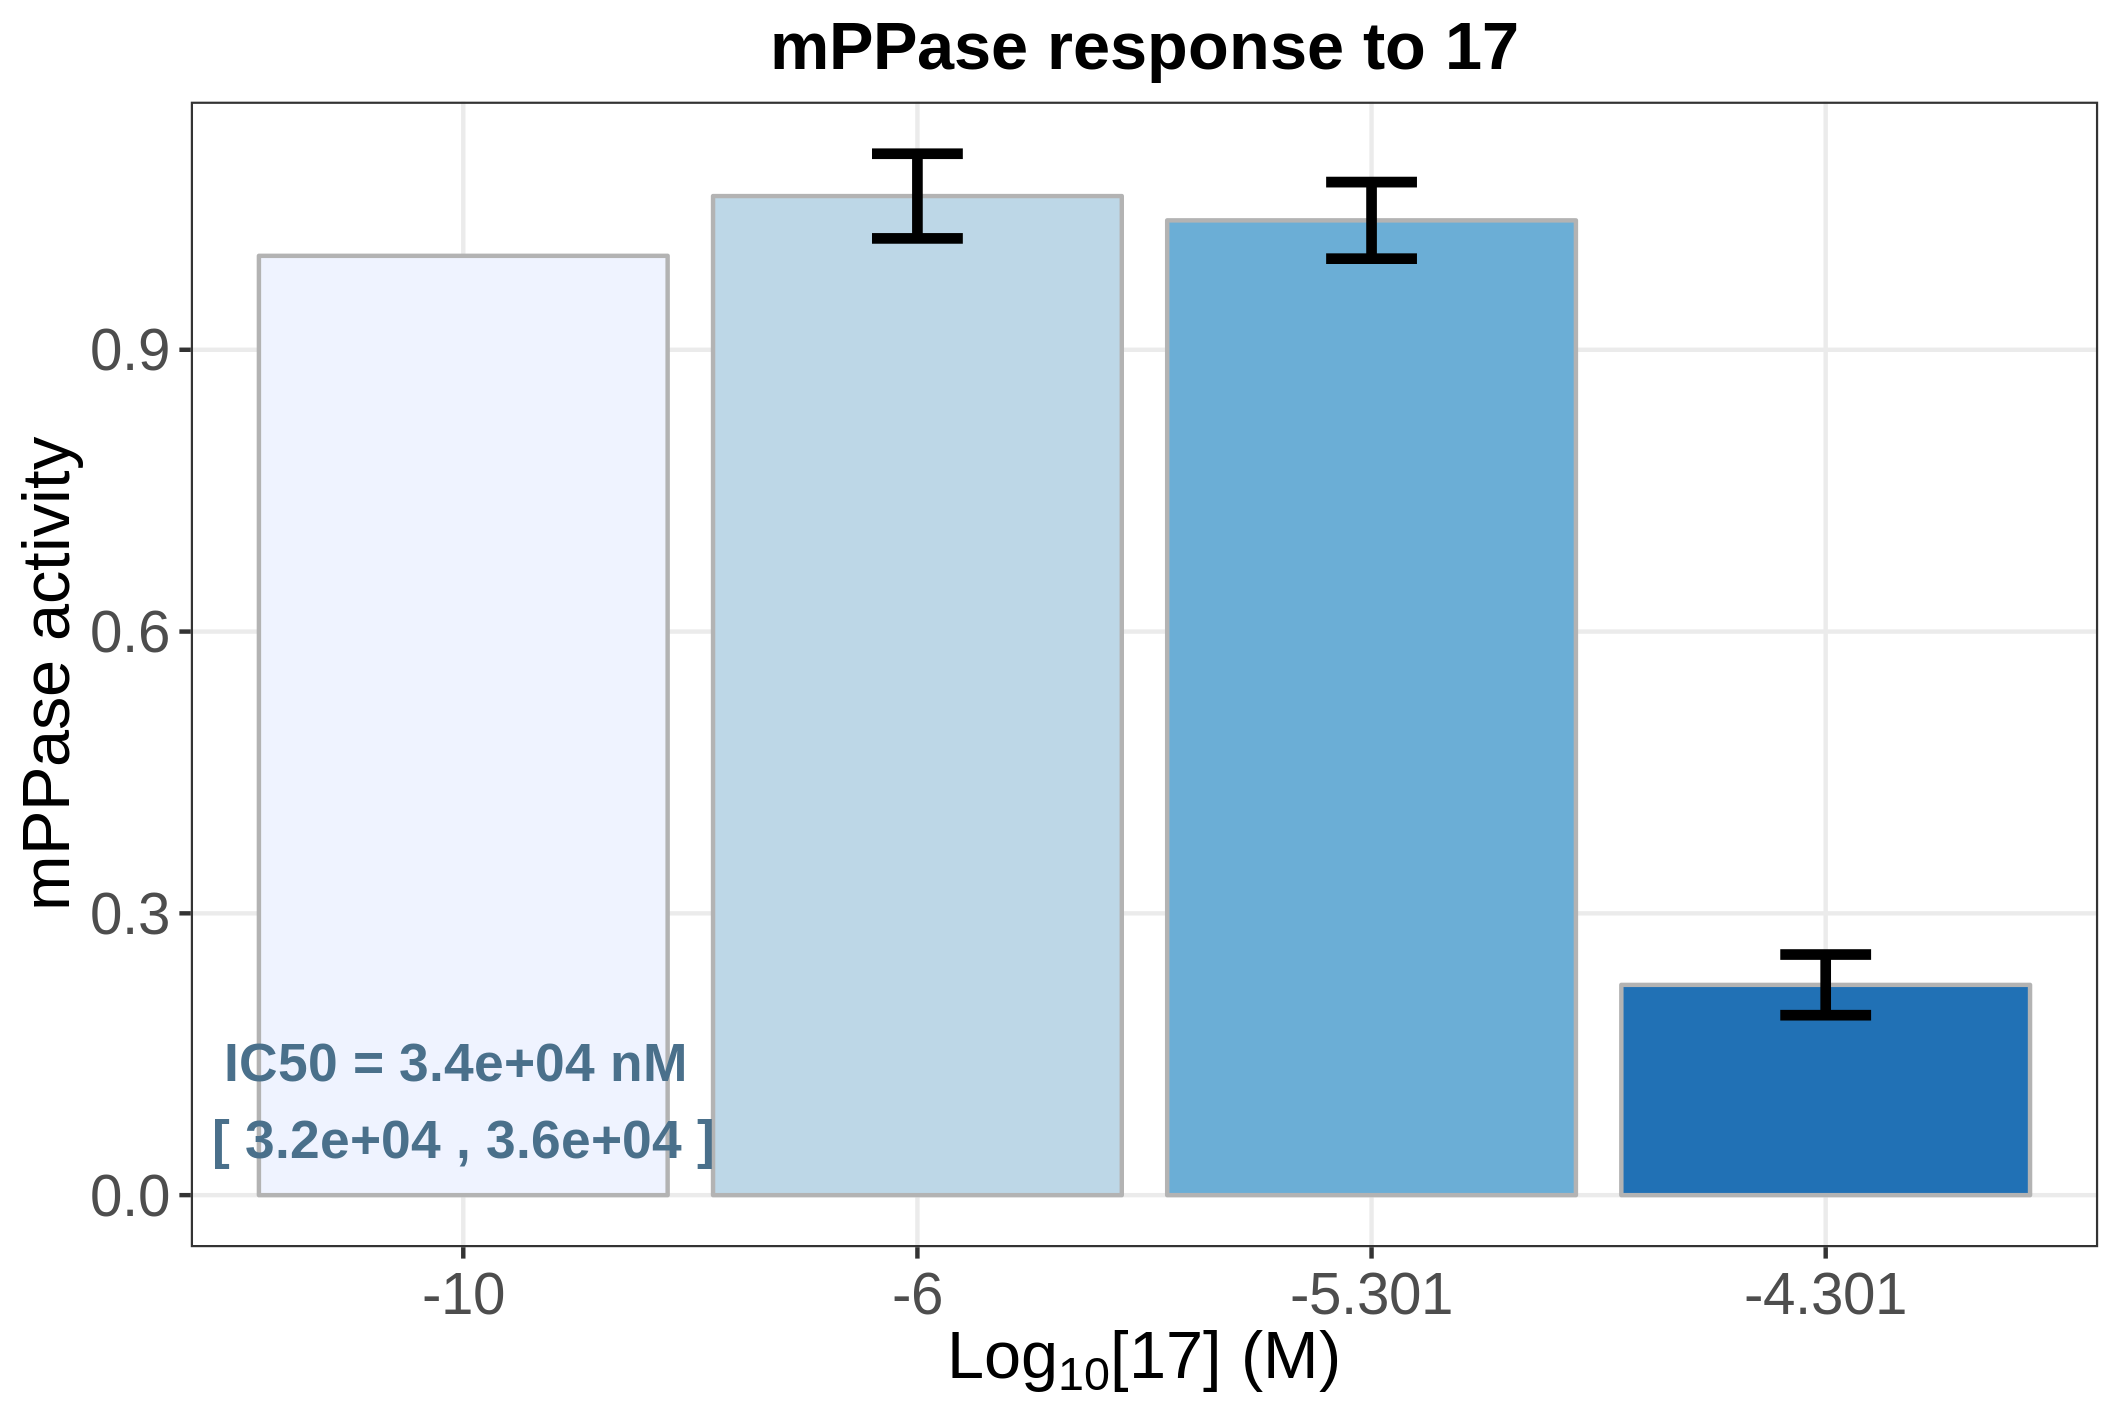 mPPase response to 17
mPPase activity
0.9
0.6
0.3
0.0
IC50 = 3.4e+04 nM
[ 3.2e+04 , 3.6e+04 ]
-10 -6 -5.301 -4.301
Log10[17] (M)